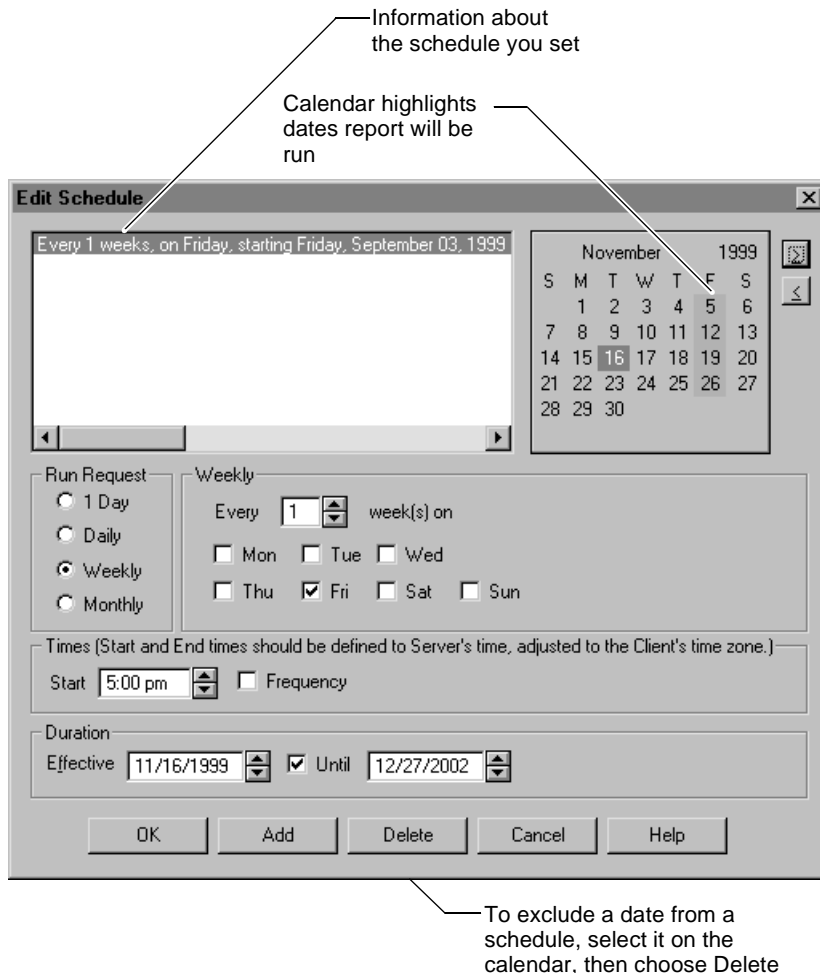 Information about
the schedule you set
Calendar highlights
dates report will be
run
Edit Schedule
Every 1 weeks, on Friday, starting Friday, September 03, 1999
November 1999
S M T W T F S
1 2 3 4 5 6
7 8 9 10 11 12 13
14 15 16 17 18 19 20
21 22 23 24 25 26 27
28 29 30
>
<
Run Request
1 Day
Daily
Weekly
Monthly
Weekly
Every 1 week(s) on
Mon Tue Wed
Thu Fri Sat Sun
Times (Start and End times should be defined to Server's time, adjusted to the Client's time zone.)
Start 5:00 pm Frequency
Duration
Effective 11/16/1999 Until 12/27/2002
OK Add Delete Cancel Help
To exclude a date from a
schedule, select it on the
calendar, then choose Delete